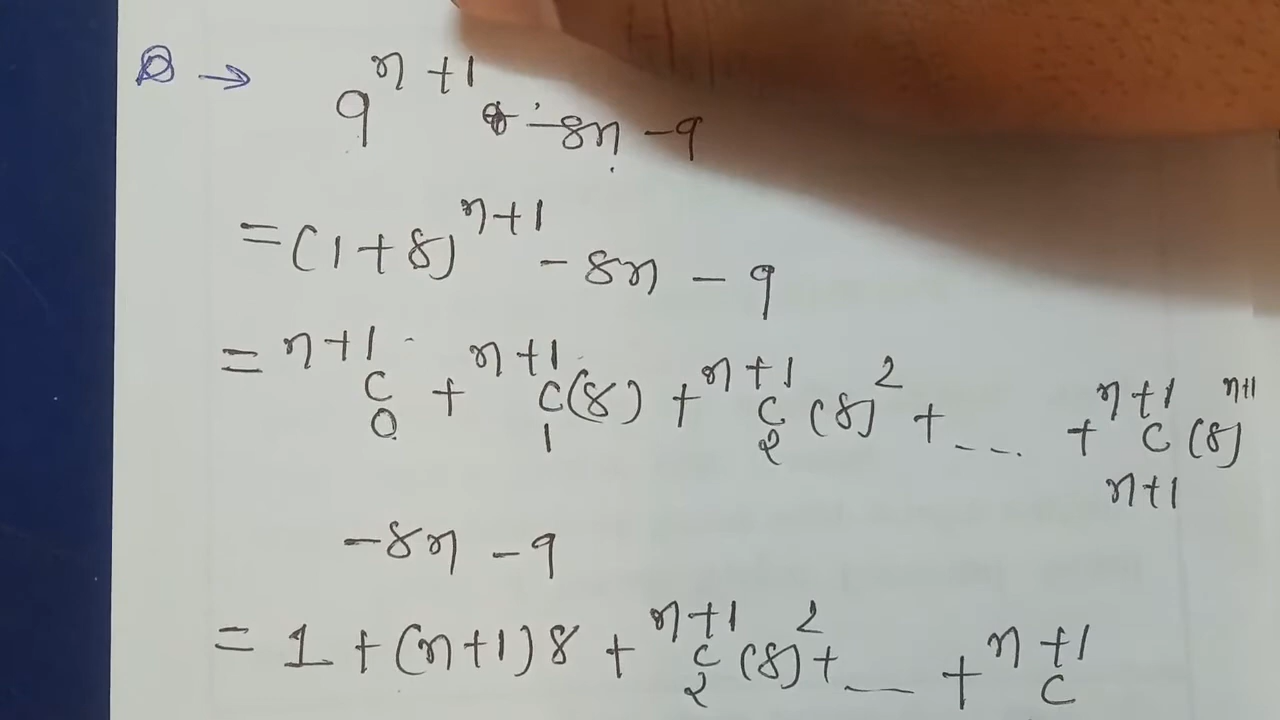 Q → 9^{n+1} - 8n - 9
= (1+8)^{n+1} - 8n - 9
= ^{n+1}C_0 + ^{n+1}C_1 (8) + ^{n+1}C_2 (8)^2 + --- + ^{n+1}C_{n+1} (8)^{n+1}
-8n - 9
= 1 + (n+1) 8 + ^{n+1}C_2 (8)^2 + -- + ^{n+1}C